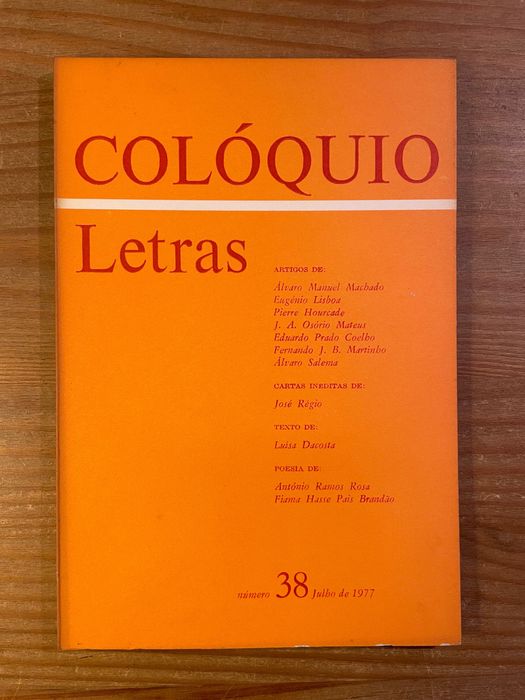 COLÓQUIO
Letras
ARTIGOS DE:
Álvaro Manuel Machado
Eugénio Lisboa
Pierre Hourcade
J. A. Osório Mateus
Eduardo Prado Coelho
Fernando J. B. Martinho
Álvaro Salema
CARTAS INEDITAS DE:
José Régio
TEXTO DE:
Luísa Dacosta
POESIA DE:
António Ramos Rosa
Fiama Hasse Pais Brandão
número 38 Julho de 1977